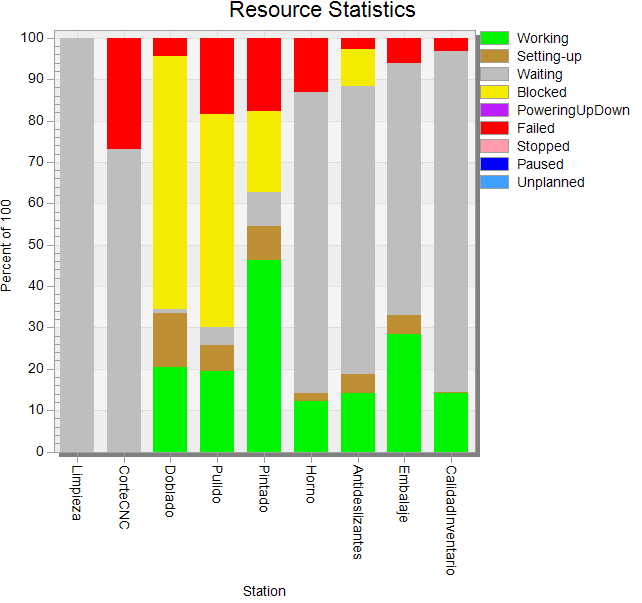 Resource Statistics
100
90
80
70
60
50
40
30
20
10
0
Percent of 100
Limpieza
CorteCNC
Doblado
Pulido
Pintado
Horno
Antideslizantes
Embalaje
CalidadInventario
Station
Working
Setting-up
Waiting
Blocked
PoweringUpDown
Failed
Stopped
Paused
Unplanned